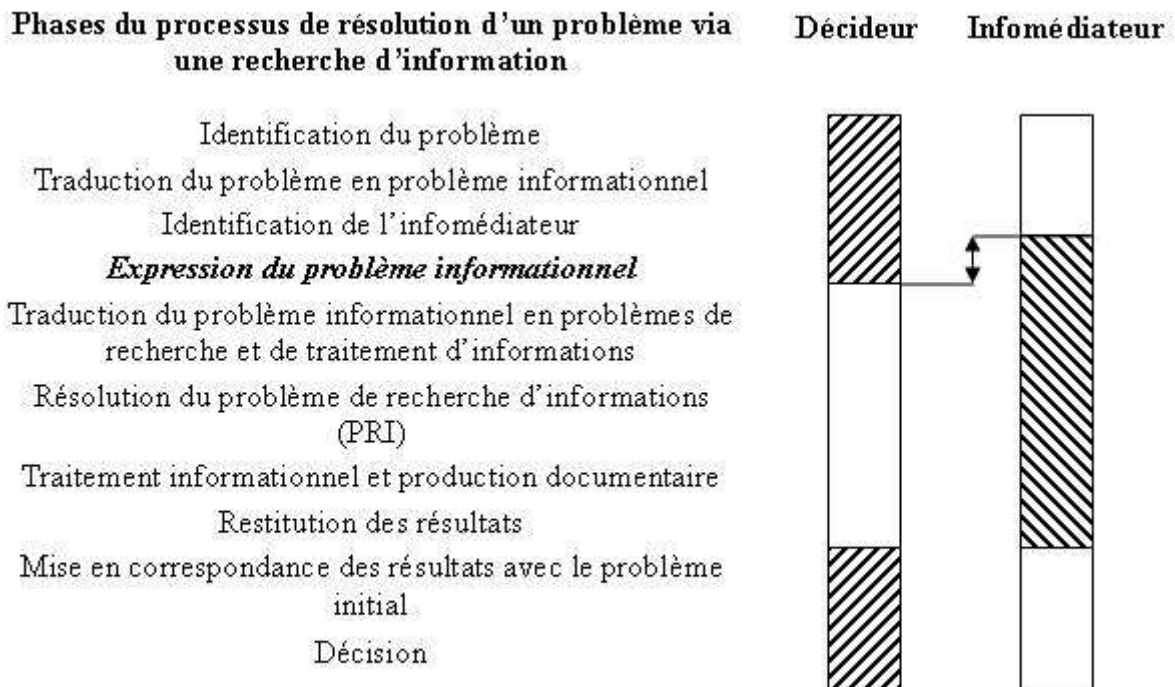 Phases du processus de résolution d'un problème via
une recherche d'information
Décideur
Infomédiateur
Identification du problème
Traduction du problème en problème informationnel
Identification de l'infomédiateur
Expression du problème informationnel
Traduction du problème informationnel en problèmes de
recherche et de traitement d'informations
Résolution du problème de recherche d'informations
(PRI)
Traitement informationnel et production documentaire
Restitution des résultats
Mise en correspondance des résultats avec le problème
initial
Décision